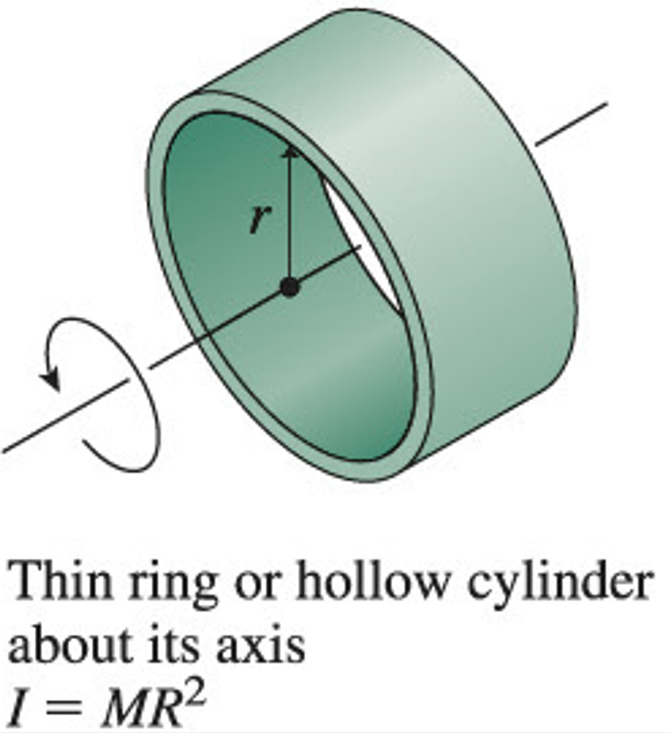 r
Thin ring or hollow cylinder
about its axis
I = MR²